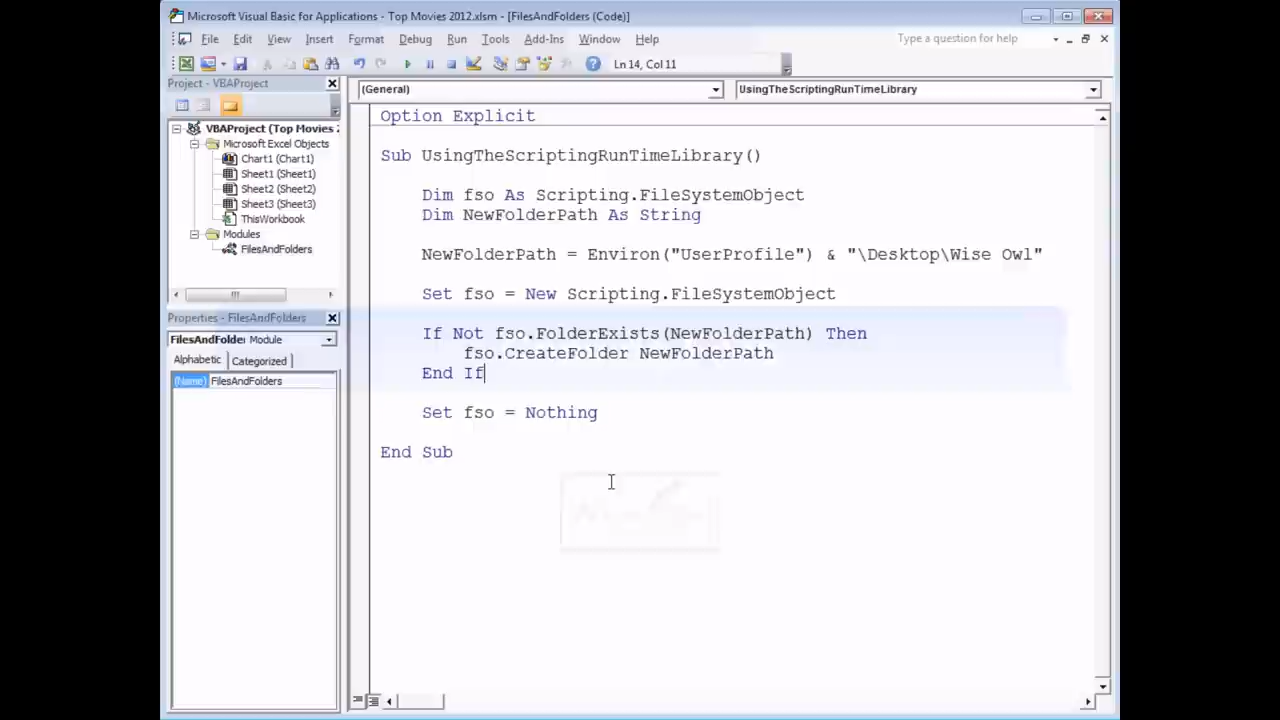 Microsoft Visual Basic for Applications - Top Movies 2012.xlsm - [FilesAndFolders (Code)]
File Edit View Insert Format Debug Run Tools Add-Ins Window Help Type a question for help
Ln 14, Col 11
Project - VBAProject
(General) UsingTheScriptingRunTimeLibrary
VBAProject (Top Movies 2
Microsoft Excel Objects
Chart1 (Chart1)
Sheet1 (Sheet1)
Sheet2 (Sheet2)
Sheet3 (Sheet3)
ThisWorkbook
Modules
FilesAndFolders
Properties - FilesAndFolders
FilesAndFolder Module
Alphabetic Categorized
(Name) FilesAndFolders
Option Explicit
Sub UsingTheScriptingRunTimeLibrary()
Dim fso As Scripting.FileSystemObject
Dim NewFolderPath As String
NewFolderPath = Environ("UserProfile") & "\Desktop\Wise Owl"
Set fso = New Scripting.FileSystemObject
If Not fso.FolderExists(NewFolderPath) Then
fso.CreateFolder NewFolderPath
End If
Set fso = Nothing
End Sub